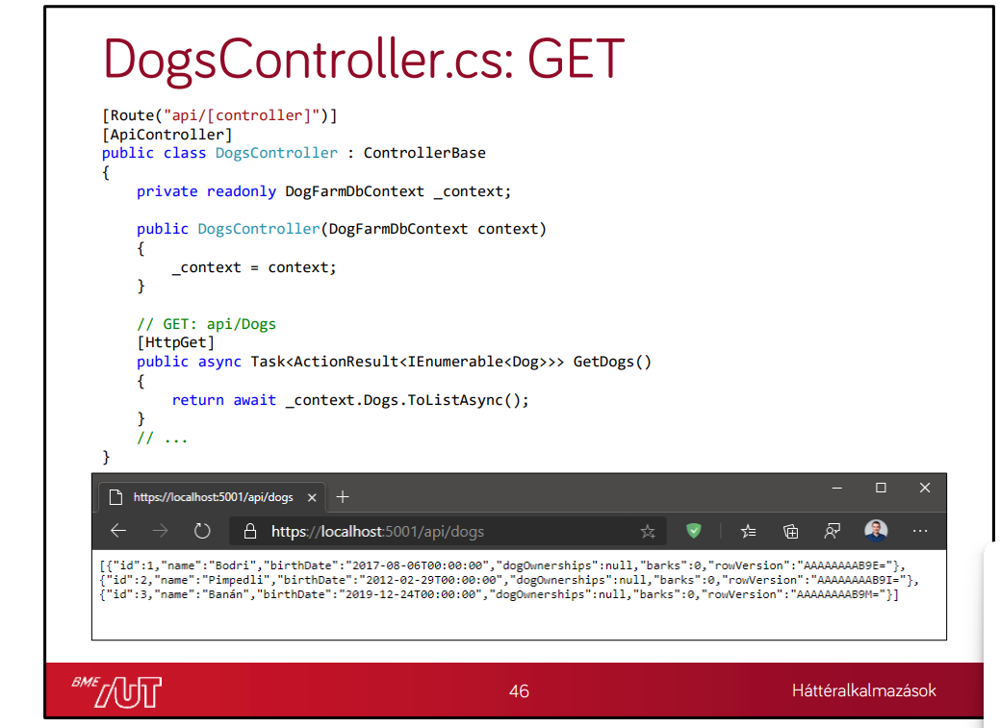 DogsController.cs: GET
[Route("api/[controller]")]
[ApiController]
public class DogsController : ControllerBase
{
    private readonly DogFarmDbContext _context;
    public DogsController(DogFarmDbContext context)
    {
        _context = context;
    }
    // GET: api/Dogs
    [HttpGet]
    public async Task<ActionResult<IEnumerable<Dog>>> GetDogs()
    {
        return await _context.Dogs.ToListAsync();
    }
    // ...
}
https://localhost:5001/api/dogs
https://localhost:5001/api/dogs
[{"id":1,"name":"Bodri","birthDate":"2017-08-06T00:00:00","dogOwnerships":null,"barks":0,"rowVersion":"AAAAAAAAB9E="},
{"id":2,"name":"Pimpedli","birthDate":"2012-02-29T00:00:00","dogOwnerships":null,"barks":0,"rowVersion":"AAAAAAAAB9I="},
{"id":3,"name":"Banán","birthDate":"2019-12-24T00:00:00","dogOwnerships":null,"barks":0,"rowVersion":"AAAAAAAAB9M="}]
BME AUT
46
Háttéralkalmazások